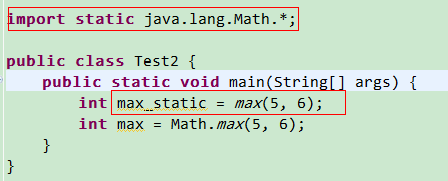 import static java.lang.Math.*;
public class Test2 {
public static void main(String[] args) {
int max_static = max(5, 6);
int max = Math.max(5, 6);
}
}